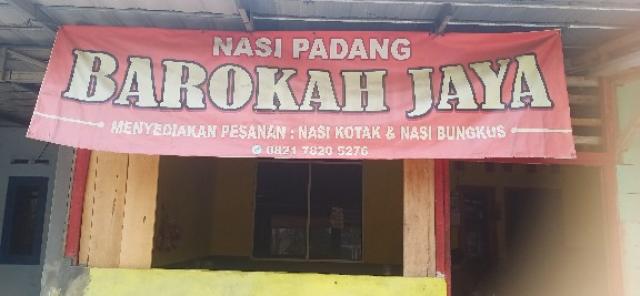 NASI PADANG
BAROKAH JAYA
MENYEDIAKAN PESANAN : NASI KOTAK & NASI BUNGKUS
0821 7820 5276